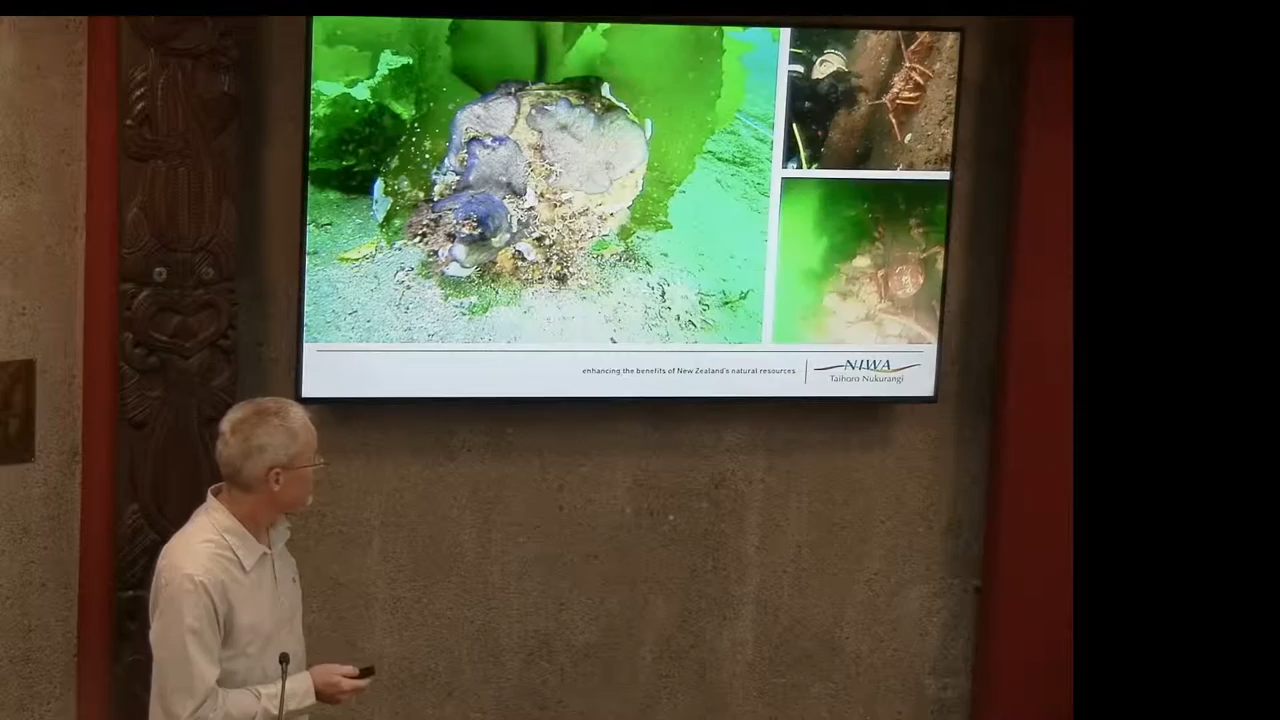 enhancing the benefits of New Zealand's natural resources
NIWA
Taihoro Nukurangi